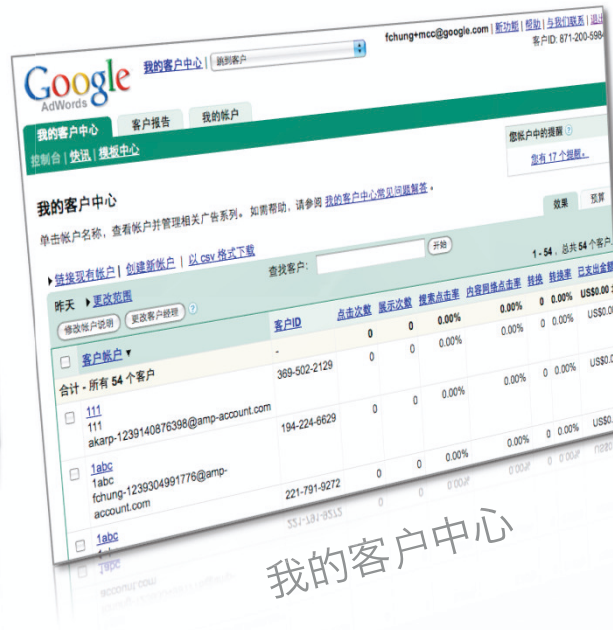 Google
AdWords
我的客户中心 | 跳到客户
fchung+mcc@google.com | 新功能 | 帮助 | 与我们联系 |
客户ID: 871-200-598
我的客户中心 客户报告 我的帐户
控制台 | 快讯 | 模板中心
您帐户中的提醒
您有 17 个提醒。
我的客户中心
单击帐户名称，查看帐户并管理相关广告系列。 如需帮助，请参阅 我的客户中心常见问题解答 。
效果 预算
链接现有帐户 | 创建新帐户 | 以 csv 格式下载
查找客户: 开始
1 - 54 ，总共 54 个客户.
昨天 更改范围
修改帐户说明 更改客户经理
客户帐户 客户ID 点击次数 展示次数 搜索点击率 内容网络点击率 转换 转换率 已支出金额
合计 - 所有 54 个客户 - 0 0 0.00% 0.00% 0 0.00% US$0.00
111 369-502-2129 0 0 0.00% 0.00% 0 0.00% US$0.0
111
akarp-1239140876398@amp-account.com
1abc 194-224-6629 0 0 0.00% 0.00% 0 0.00% US$0.
1abc
fchung-1239304991776@amp-
account.com
1abc 221-791-9272 0 0 0.00% 0.00% 0 0.00% US$0.
我的客户中心